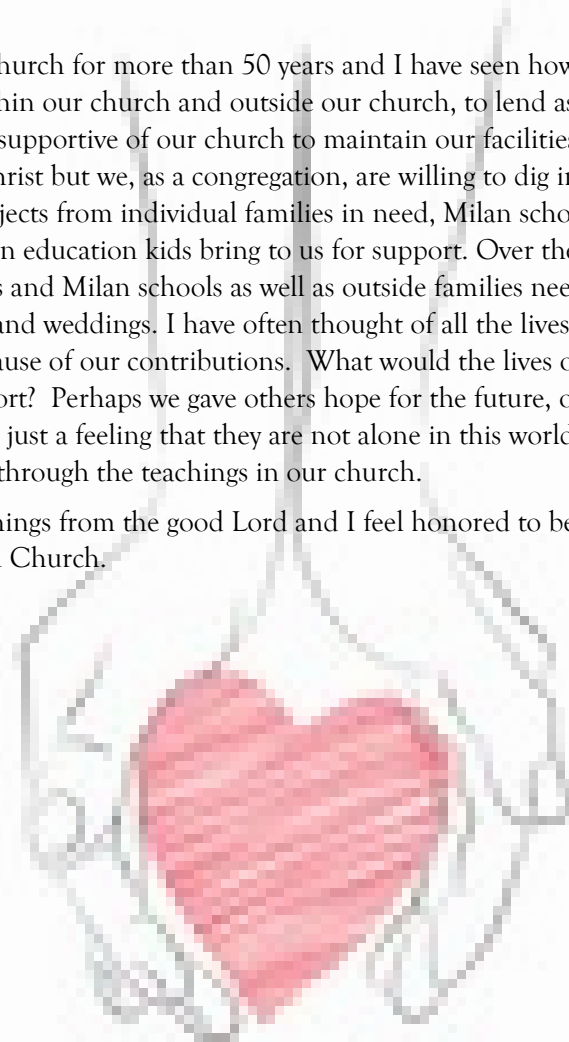 hurch for more than 50 years and I have seen how
hin our church and outside our church, to lend as
supportive of our church to maintain our facilities
hrist but we, as a congregation, are willing to dig in
jects from individual families in need, Milan scho
n education kids bring to us for support. Over the
s and Milan schools as well as outside families nee
and weddings. I have often thought of all the lives
ause of our contributions.  What would the lives o
ort?  Perhaps we gave others hope for the future, o
just a feeling that they are not alone in this world
through the teachings in our church.
nings from the good Lord and I feel honored to be
Church.